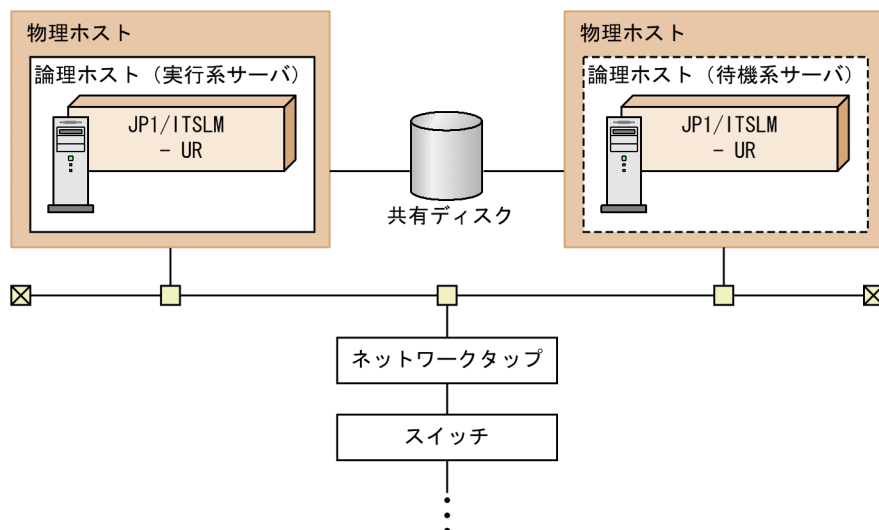 物理ホスト
論理ホスト（実行系サーバ）
JP1/ITSLM
- UR
共有ディスク
物理ホスト
論理ホスト（待機系サーバ）
JP1/ITSLM
- UR
ネットワークタップ
スイッチ